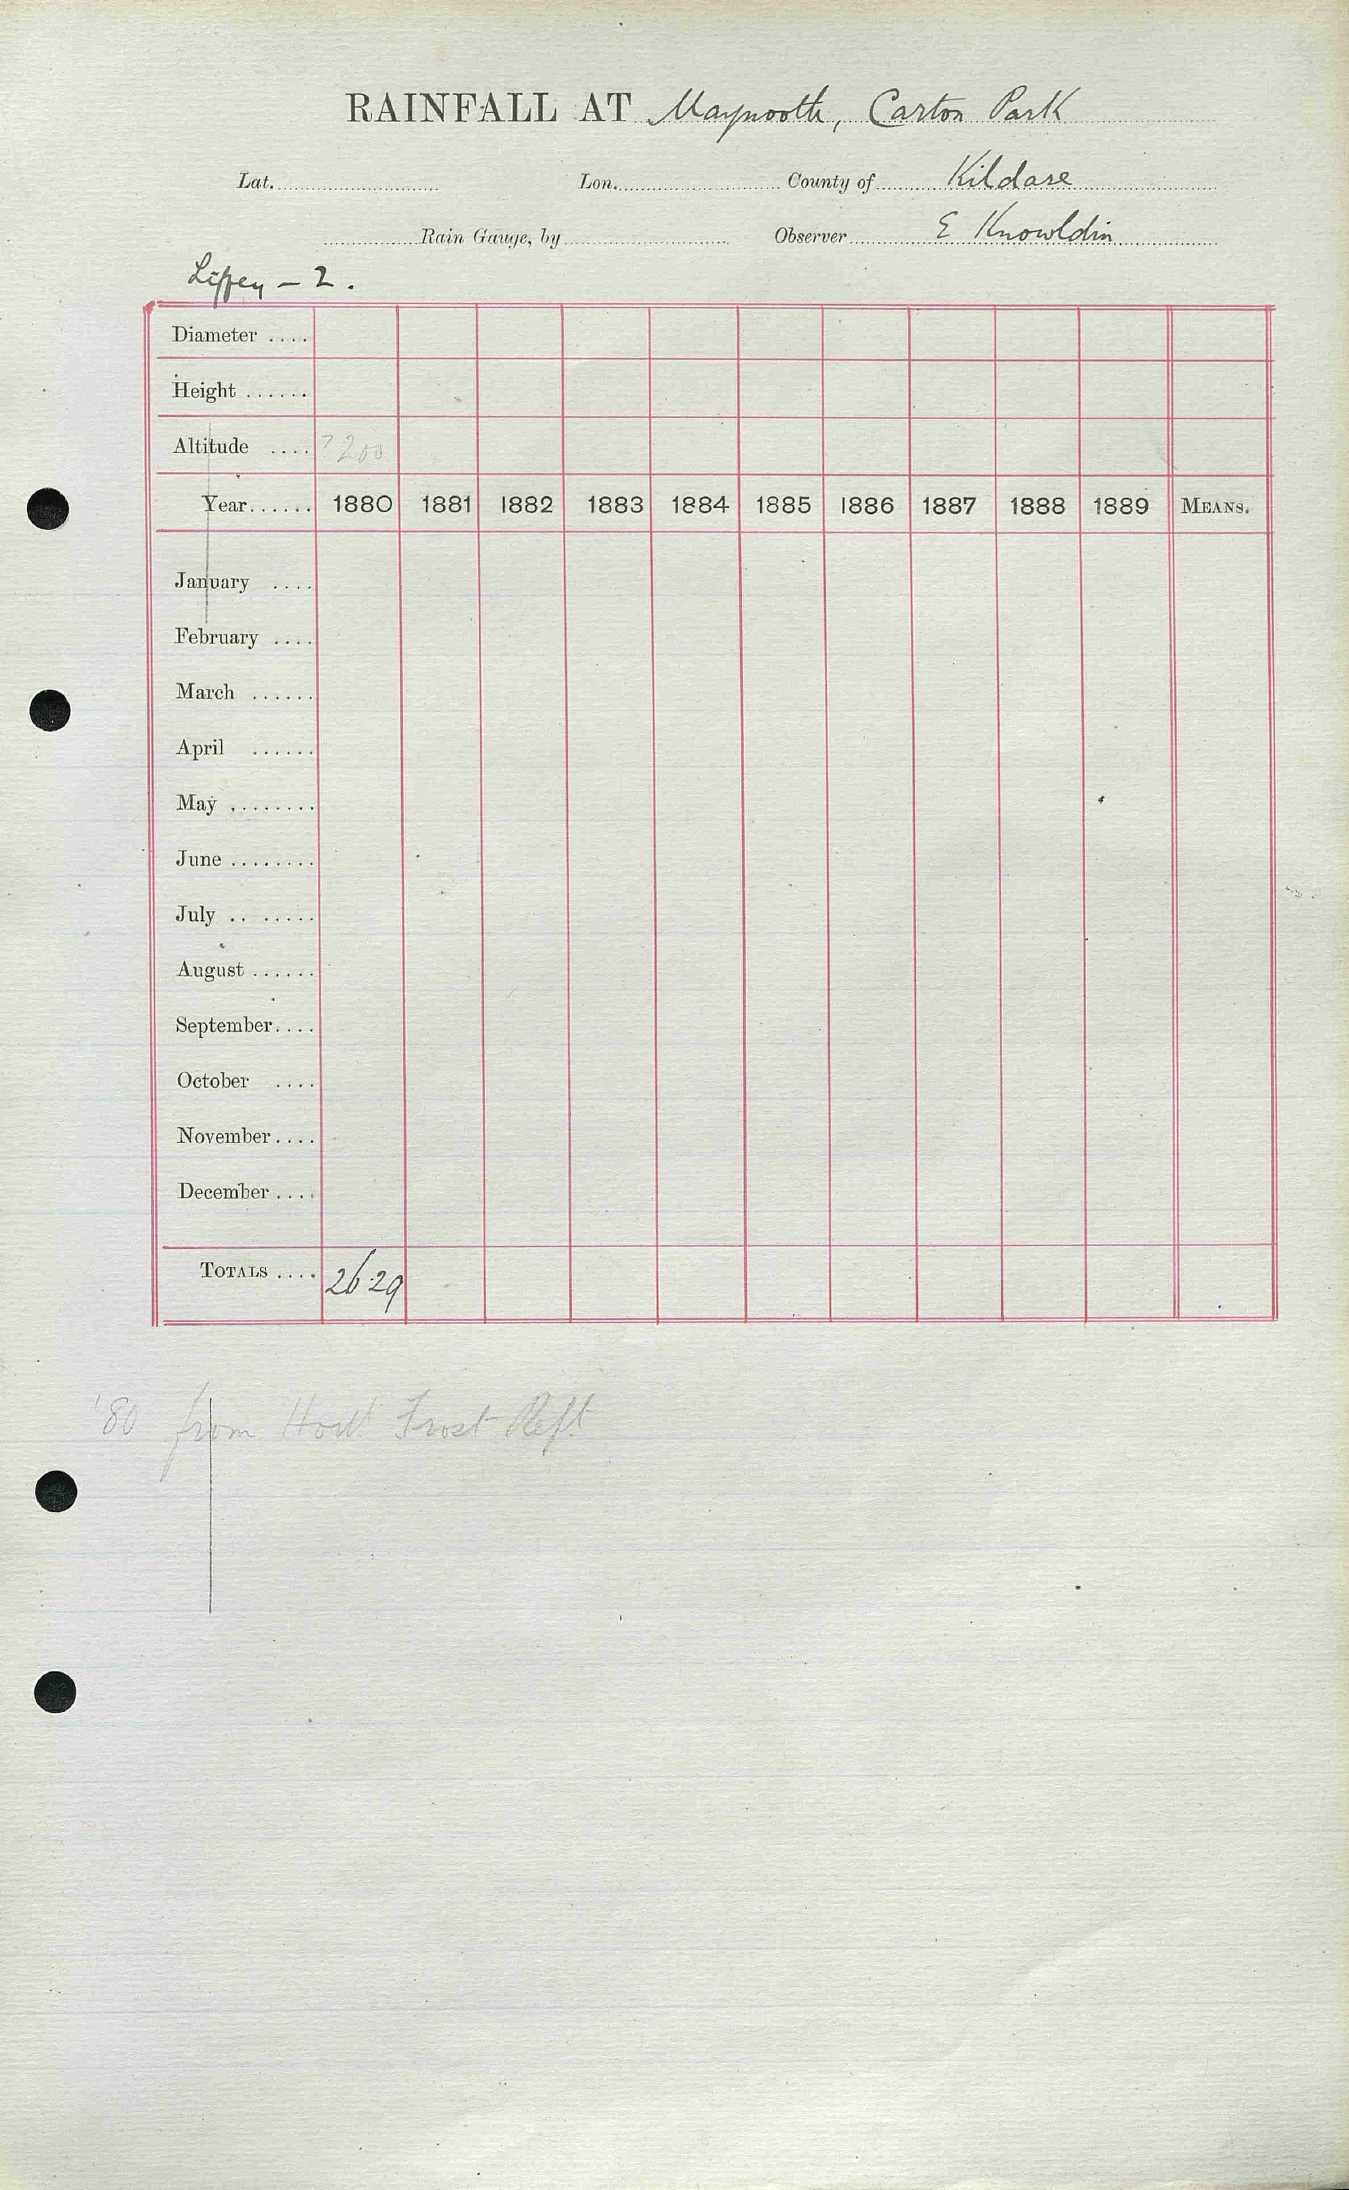 RAINFALL AT Maynooth, Carton Park
Lat. Lon. County of Kildare
Rain Gauge, by Observer E Knowldin
Liffey - 2.
Diameter ....
Height ......
Altitude .... ? 200
Year...... 1880 1881 1882 1883 1884 1885 1886 1887 1888 1889 MEANS.
January ....
February ....
March ......
April ......
May ........
June ........
July .. ......
August ......
September....
October ....
November....
December ....
TOTALS .... 26.29
'80 from Hort Frost Rept